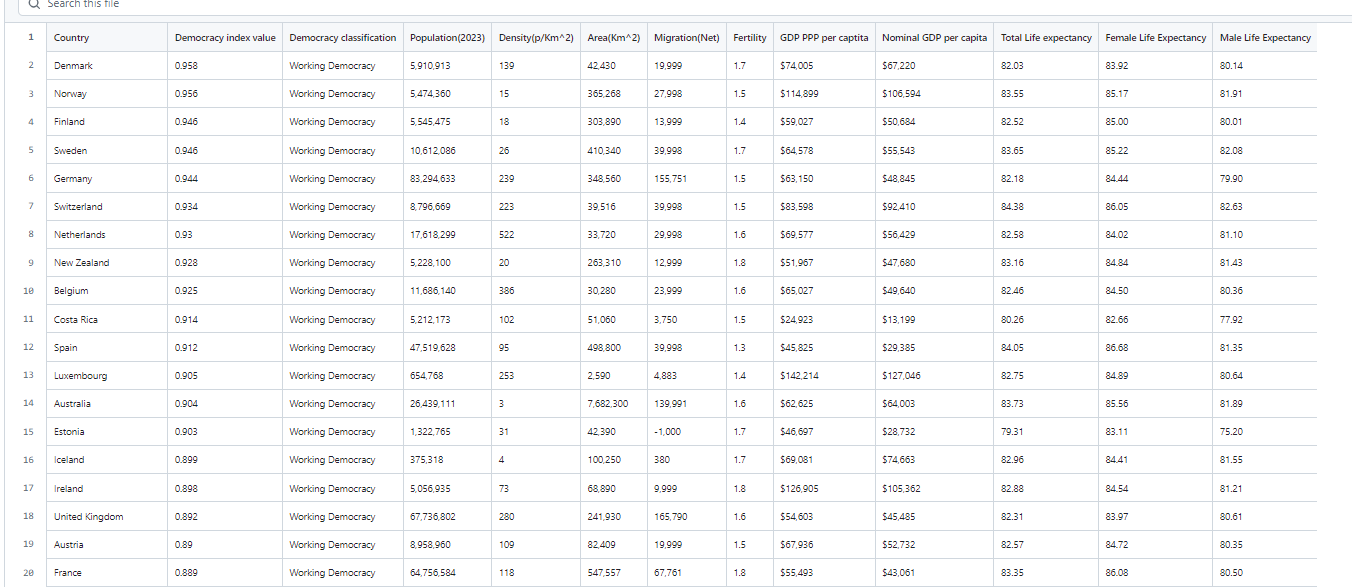 Search this file
1 Country Democracy index value Democracy classification Population(2023) Density(p/Km^2) Area(Km^2) Migration(Net) Fertility GDP PPP per captita Nominal GDP per capita Total Life expectancy Female Life Expectancy Male Life Expectancy
2 Denmark 0.958 Working Democracy 5,910,913 139 42,430 19,999 1.7 $74,005 $67,220 82.03 83.92 80.14
3 Norway 0.956 Working Democracy 5,474,360 15 365,268 27,998 1.5 $114,899 $106,594 83.55 85.17 81.91
4 Finland 0.946 Working Democracy 5,545,475 18 303,890 13,999 1.4 $59,027 $50,684 82.52 85.00 80.01
5 Sweden 0.946 Working Democracy 10,612,086 26 410,340 39,998 1.7 $64,578 $55,543 83.65 85.22 82.08
6 Germany 0.944 Working Democracy 83,294,633 239 348,560 155,751 1.5 $63,150 $48,845 82.18 84.44 79.90
7 Switzerland 0.934 Working Democracy 8,796,669 223 39,516 39,998 1.5 $83,598 $92,410 84.38 86.05 82.63
8 Netherlands 0.93 Working Democracy 17,618,299 522 33,720 29,998 1.6 $69,577 $56,429 82.58 84.02 81.10
9 New Zealand 0.928 Working Democracy 5,228,100 20 263,310 12,999 1.8 $51,967 $47,680 83.16 84.84 81.43
10 Belgium 0.925 Working Democracy 11,686,140 386 30,280 23,999 1.6 $65,027 $49,640 82.46 84.50 80.36
11 Costa Rica 0.914 Working Democracy 5,212,173 102 51,060 3,750 1.5 $24,923 $13,199 80.26 82.66 77.92
12 Spain 0.912 Working Democracy 47,519,628 95 498,800 39,998 1.3 $45,825 $29,385 84.05 86.68 81.35
13 Luxembourg 0.905 Working Democracy 654,768 253 2,590 4,883 1.4 $142,214 $127,046 82.75 84.89 80.64
14 Australia 0.904 Working Democracy 26,439,111 3 7,682,300 139,991 1.6 $62,625 $64,003 83.73 85.56 81.89
15 Estonia 0.903 Working Democracy 1,322,765 31 42,390 -1,000 1.7 $46,697 $28,732 79.31 83.11 75.20
16 Iceland 0.899 Working Democracy 375,318 4 100,250 380 1.7 $69,081 $74,663 82.96 84.41 81.55
17 Ireland 0.898 Working Democracy 5,056,935 73 68,890 9,999 1.8 $126,905 $105,362 82.88 84.54 81.21
18 United Kingdom 0.892 Working Democracy 67,736,802 280 241,930 165,790 1.6 $54,603 $45,485 82.31 83.97 80.61
19 Austria 0.89 Working Democracy 8,958,960 109 82,409 19,999 1.5 $67,936 $52,732 82.57 84.72 80.35
20 France 0.889 Working Democracy 64,756,584 118 547,557 67,761 1.8 $55,493 $43,061 83.35 86.08 80.50